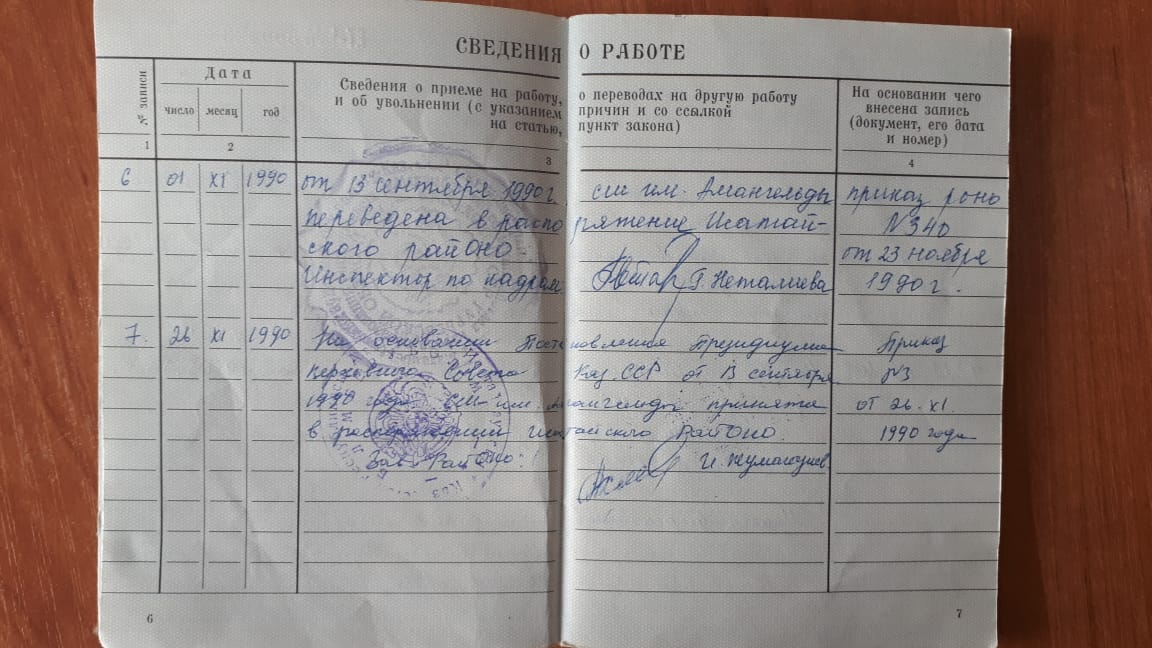 СВЕДЕНИЯ О РАБОТЕ
№ записи
Дата
число месяц год
Сведения о приеме на работу, о переводах на другую работу
и об увольнении (с указанием причин и со ссылкой
на статью, пункт закона)
На основании чего
внесена запись
(документ, его дата
и номер)
1 2 3 4
6 01 XI 1990 от 13 сентября 1990 г. сш им. Амангельды приказ роно
переведена в распоряжение Исатай- № 340
ского районо. от 23 ноября
Инспектор по кадрам Г. Неталиева 1990 г.
7. 26 XI 1990 На основании Постановления Президиума Приказ
Верховного Совета Каз.ССР от 13 сентября №3
1990 года СШ им. Амангельды принята от 26.XI.
в распоряжений Исатайского районо. 1990 года
Зав. Районо:
6
7